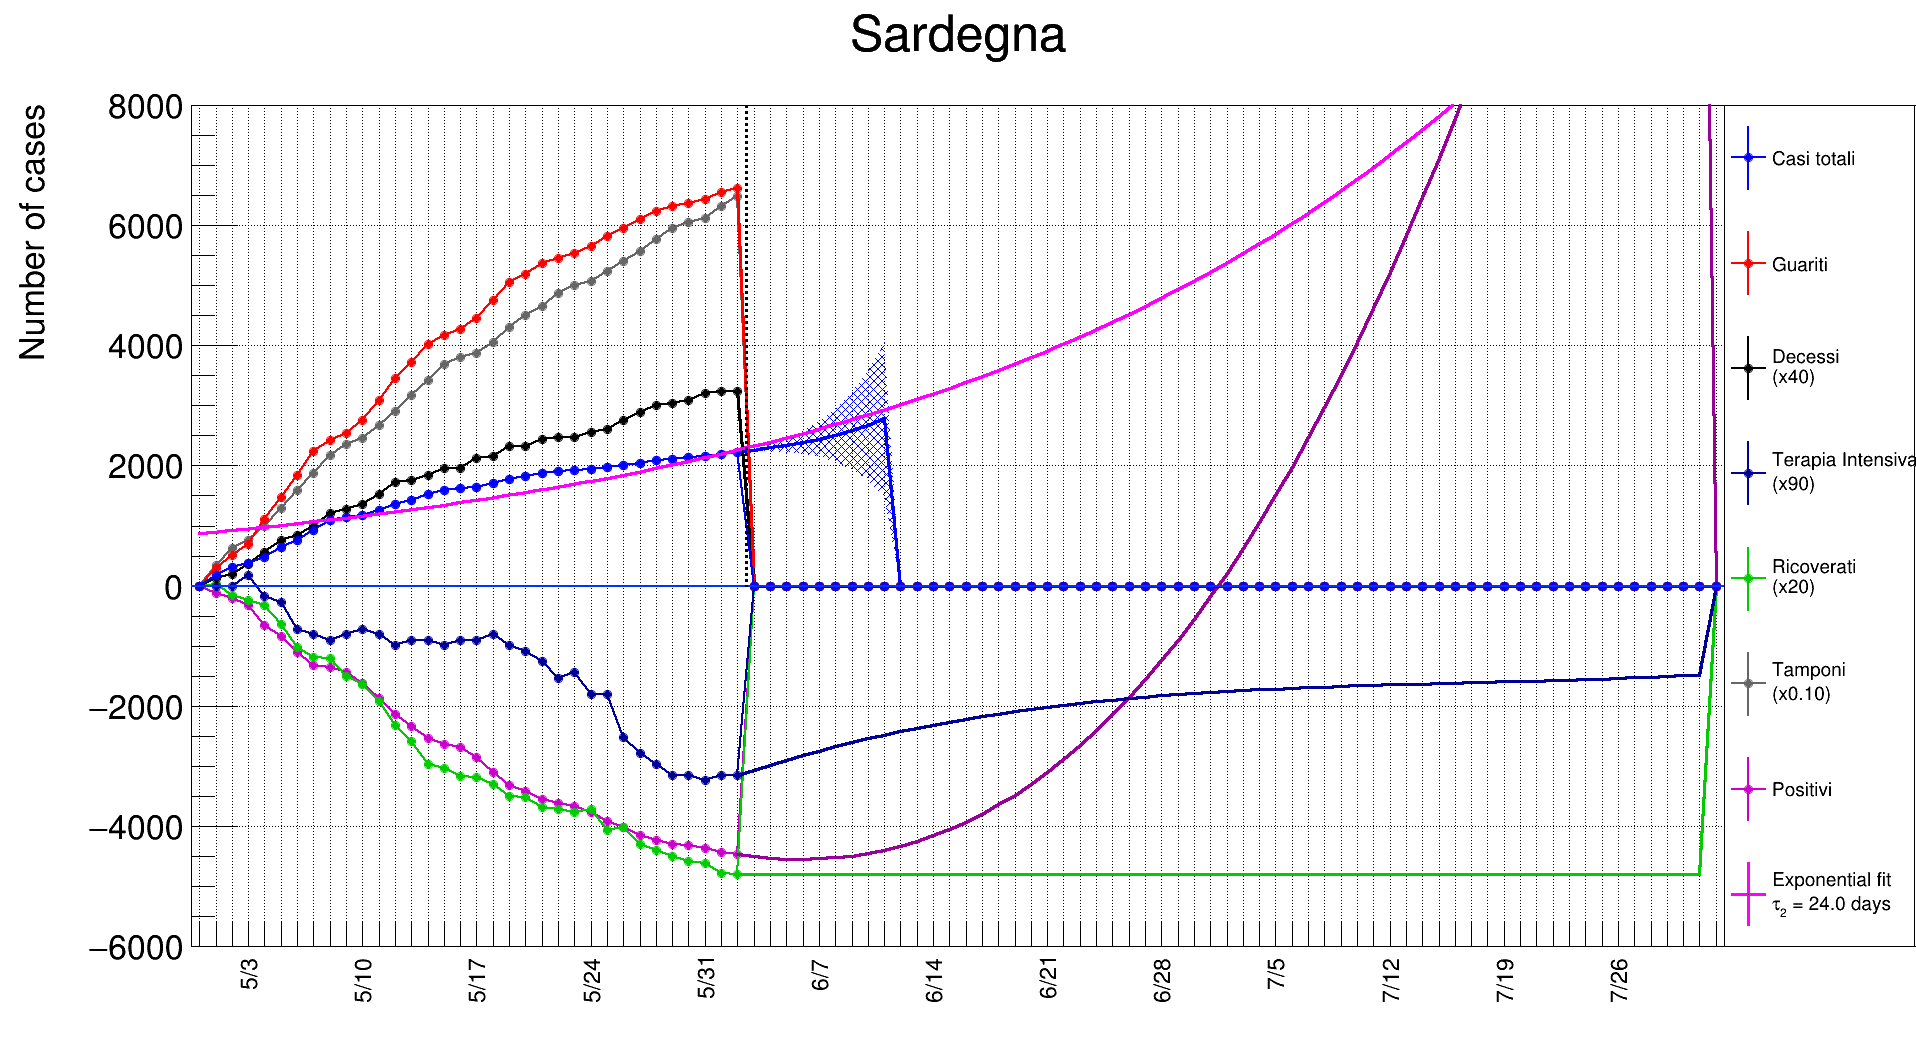 Sardegna
Number of cases
8000
6000
4000
2000
0
−2000
−4000
−6000
5/3
5/10
5/17
5/24
5/31
6/7
6/14
6/21
6/28
7/5
7/12
7/19
7/26
Casi totali
Guariti
Decessi
(x40)
Terapia Intensiva
(x90)
Ricoverati
(x20)
Tamponi
(x0.10)
Positivi
Exponential fit
τ2 = 24.0 days